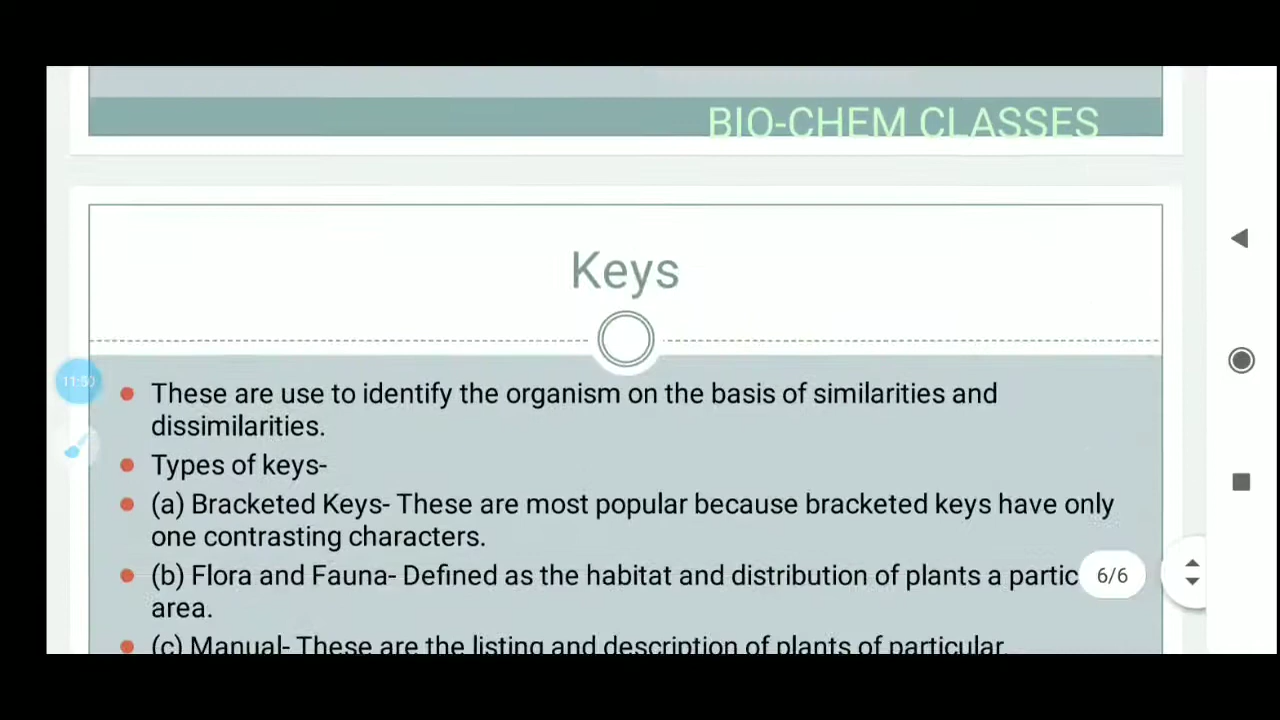 BIO-CHEM CLASSES
Keys
11:50
These are use to identify the organism on the basis of similarities and
dissimilarities.
Types of keys-
(a) Bracketed Keys- These are most popular because bracketed keys have only
one contrasting characters.
(b) Flora and Fauna- Defined as the habitat and distribution of plants a partic
6/6
area.
(c) Manual- These are the listing and description of plants of particular